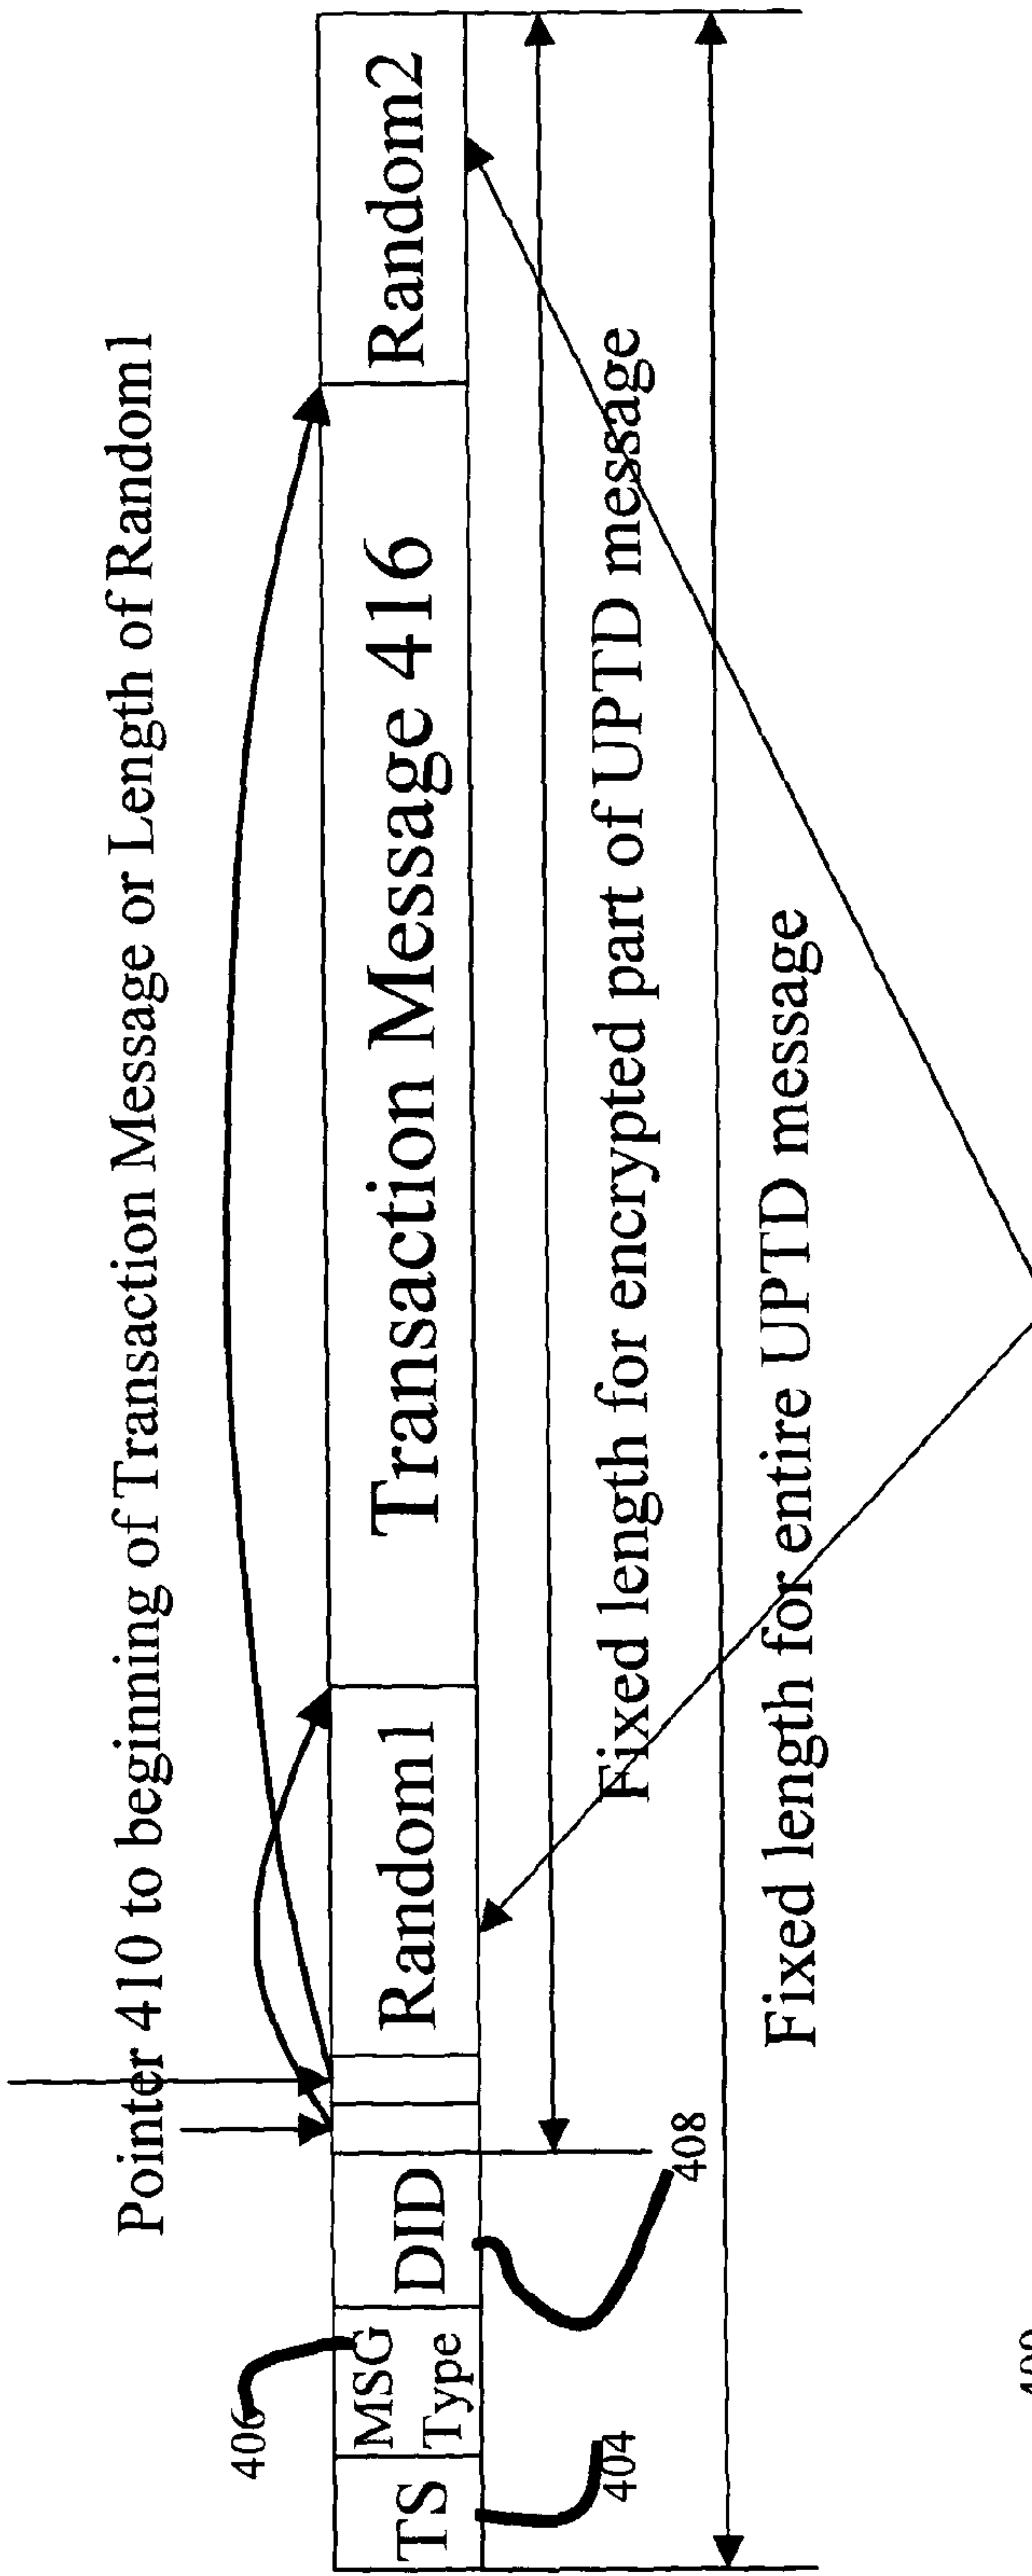 Pointer 410 to beginning of Transaction Message or Length of Random1
406
TS
MSG
Type
DID
Random1
Transaction Message 416
Random2
404
408
Fixed length for encrypted part of UPTD message
Fixed length for entire UPTD message